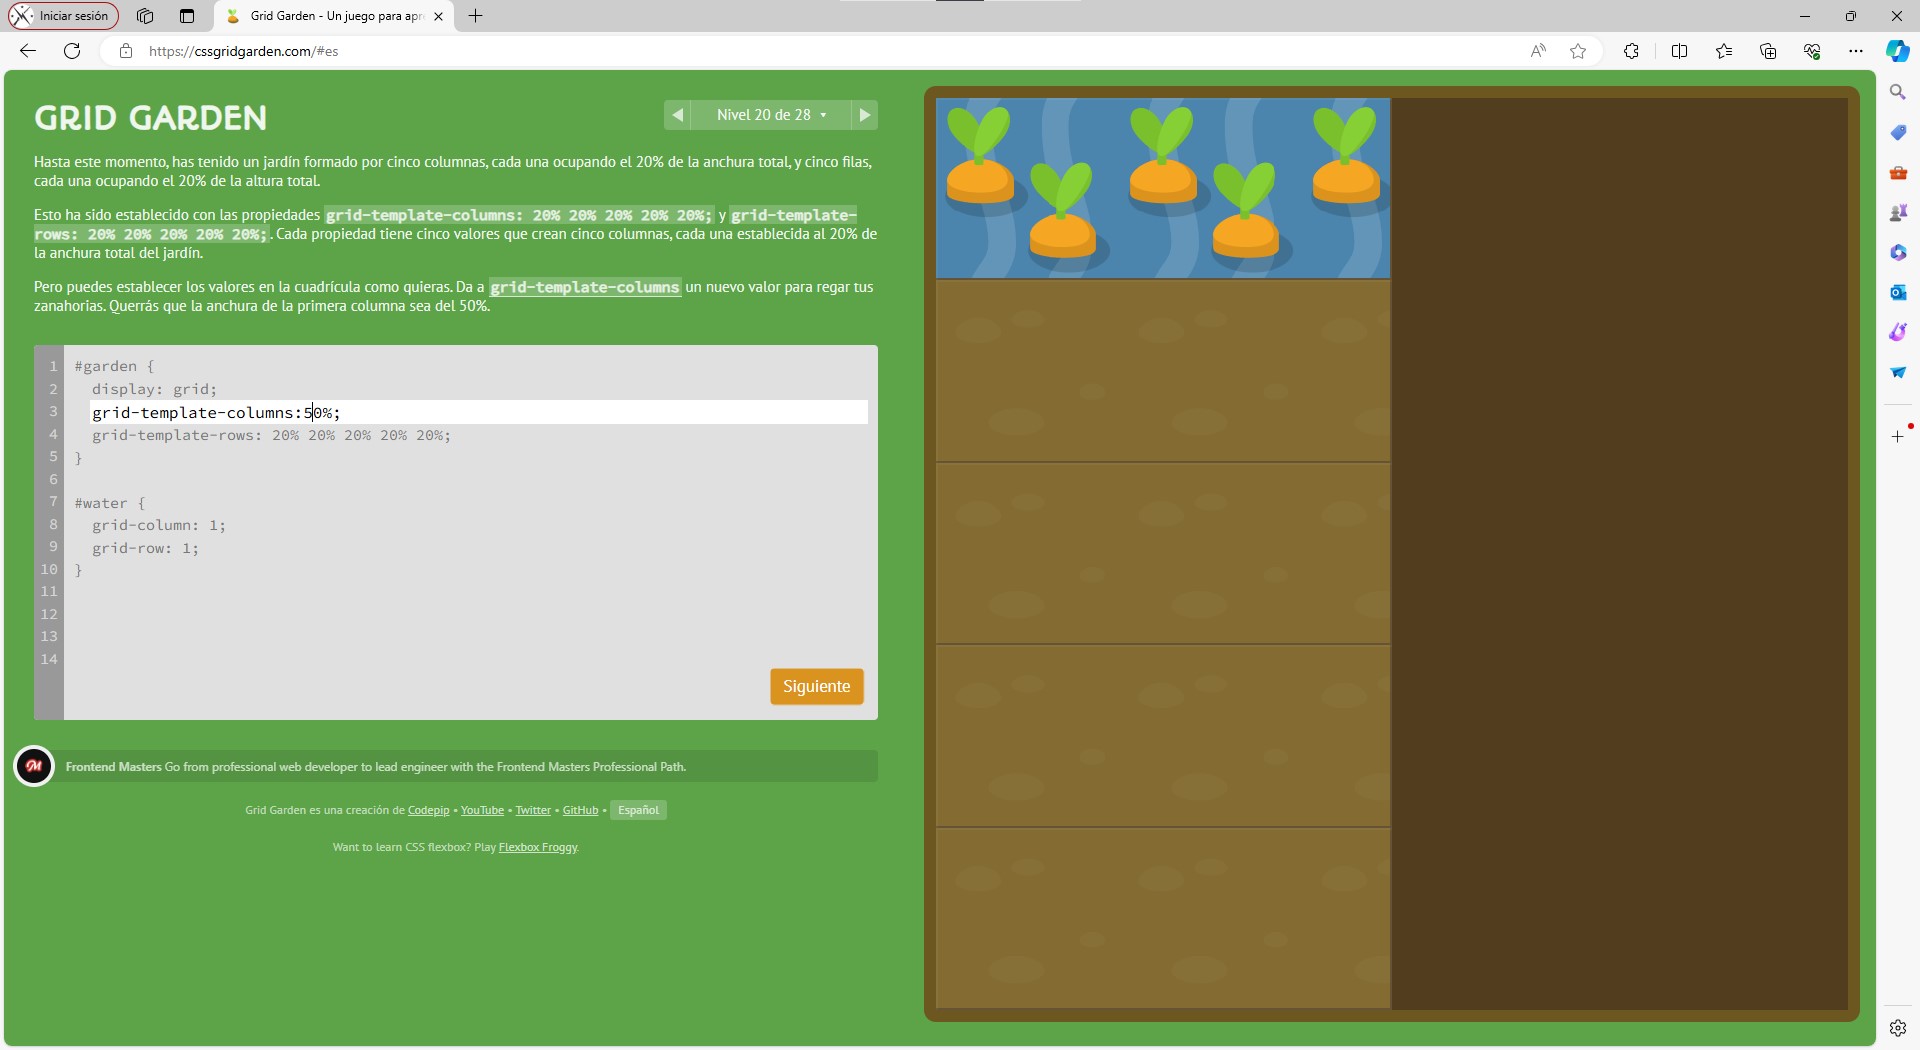 Iniciar sesión
Grid Garden - Un juego para apr
https://cssgridgarden.com/#es
GRID GARDEN
Nivel 20 de 28
Hasta este momento, has tenido un jardín formado por cinco columnas, cada una ocupando el 20% de la anchura total, y cinco filas,
cada una ocupando el 20% de la altura total.
Esto ha sido establecido con las propiedades grid-template-columns: 20% 20% 20% 20% 20%; y grid-template-
rows: 20% 20% 20% 20% 20%;. Cada propiedad tiene cinco valores que crean cinco columnas, cada una establecida al 20% de
la anchura total del jardín.
Pero puedes establecer los valores en la cuadrícula como quieras. Da a grid-template-columns un nuevo valor para regar tus
zanahorias. Querrás que la anchura de la primera columna sea del 50%.
1 #garden {
2 display: grid;
3 grid-template-columns:50%;
4 grid-template-rows: 20% 20% 20% 20% 20%;
5 }
6
7 #water {
8 grid-column: 1;
9 grid-row: 1;
10 }
11
12
13
14
Siguiente
Frontend Masters Go from professional web developer to lead engineer with the Frontend Masters Professional Path.
Grid Garden es una creación de Codepip • YouTube • Twitter • GitHub • Español
Want to learn CSS flexbox? Play Flexbox Froggy.